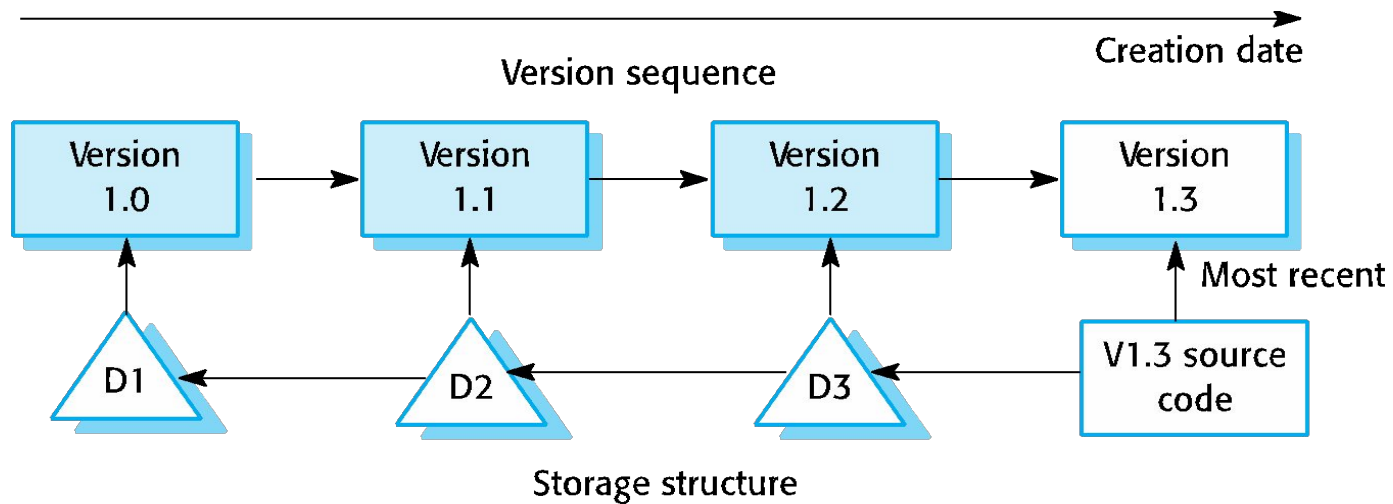 Creation date
Version sequence
Version
1.0
Version
1.1
Version
1.2
Version
1.3
Most recent
D1
D2
D3
V1.3 source
code
Storage structure